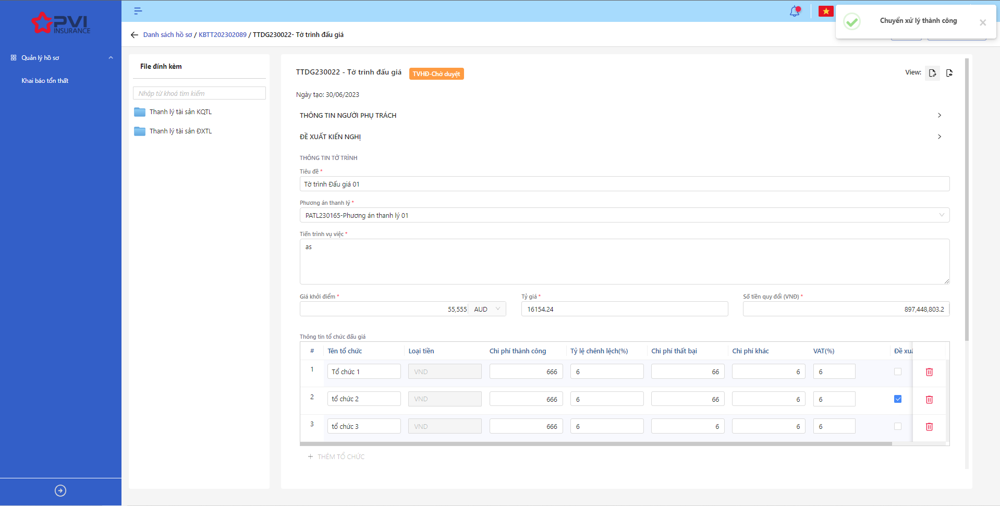 PVI
INSURANCE
Quản lý hồ sơ
Khai báo tổn thất
Chuyển xử lý thành công
Danh sách hồ sơ / KBTT202302089 / TTDG230022- Tờ trình đấu giá
File đính kèm
Nhập từ khoá tìm kiếm
Thanh lý tài sản KQTL
Thanh lý tài sản ĐXTL
TTDG230022 - Tờ trình đấu giá
TVHĐ-Chờ duyệt
View:
Ngày tạo: 30/06/2023
THÔNG TIN NGƯỜI PHỤ TRÁCH
ĐỀ XUẤT KIẾN NGHỊ
THÔNG TIN TỜ TRÌNH
Tiêu đề *
Tờ trình Đấu giá 01
Phương án thanh lý *
PATL230165-Phương án thanh lý 01
Tiến trình vụ việc *
as
Giá khởi điểm * Tỷ giá * Số tiền quy đổi (VNĐ) *
55,555 AUD 16154.24 897,448,803.2
Thông tin tổ chức đấu giá
# Tên tổ chức Loại tiền Chi phí thành công Tỷ lệ chênh lệch(%) Chi phí thất bại Chi phí khác VAT(%) Đề xuấ
1 Tổ chức 1 VND 666 6 66 6 6
2 tổ chức 2 VND 666 6 66 6 6
3 tổ chức 3 VND 666 6 6 6 6
+ THÊM TỔ CHỨC